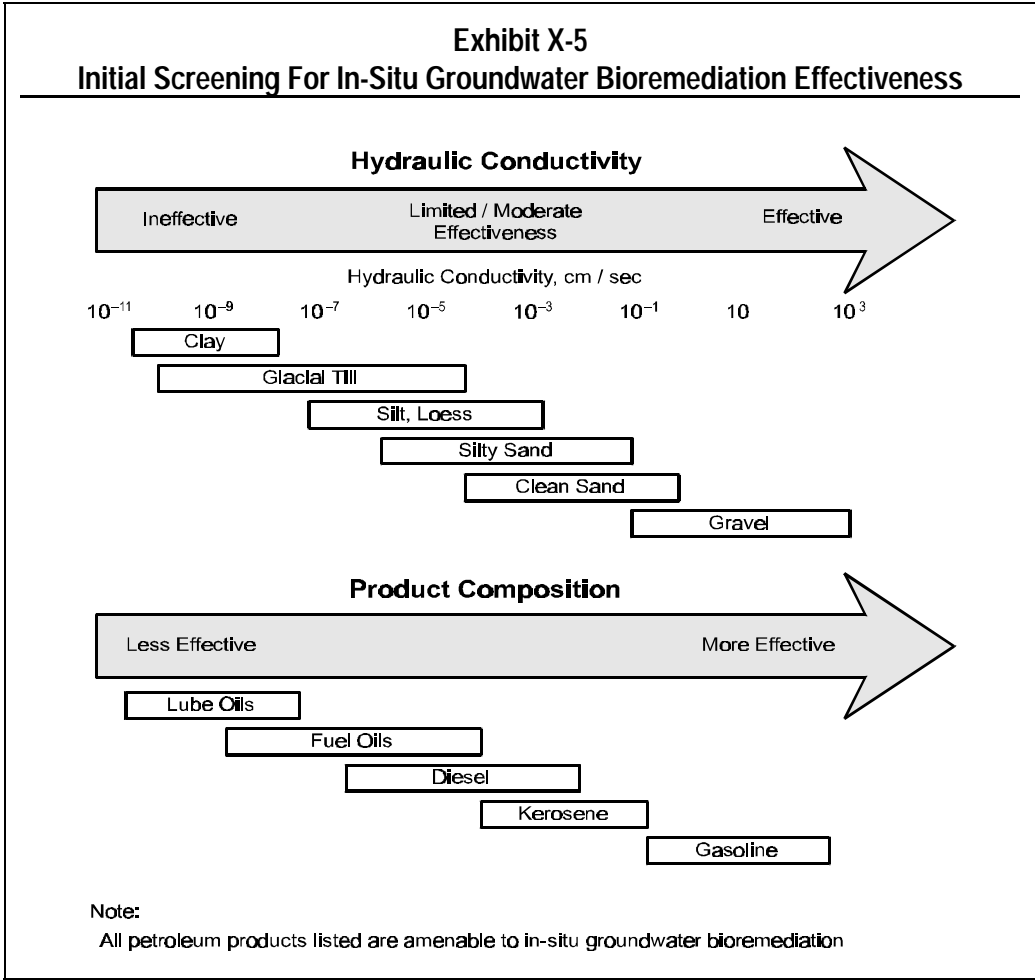 Exhibit X-5
Initial Screening For In-Situ Groundwater Bioremediation Effectiveness
Hydraulic Conductivity
Ineffective
Limited / Moderate
Effectiveness
Effective
Hydraulic Conductivity, cm / sec
10⁻¹¹ 10⁻⁹ 10⁻⁷ 10⁻⁵ 10⁻³ 10⁻¹ 10 10³
Clay
Glacial Till
Silt, Loess
Silty Sand
Clean Sand
Gravel
Product Composition
Less Effective More Effective
Lube Oils
Fuel Oils
Diesel
Kerosene
Gasoline
Note:
All petroleum products listed are amenable to in-situ groundwater bioremediation